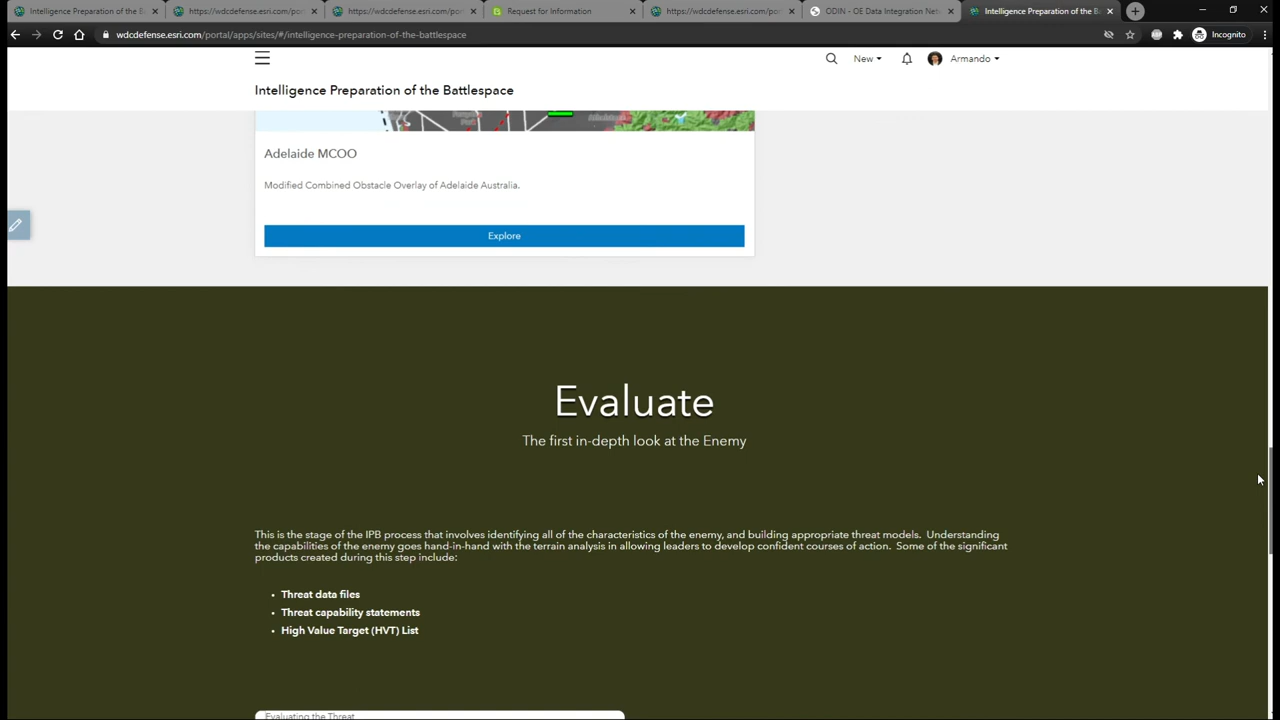 Intelligence Preparation of the B
https://wdcdefense.esri.com/por
https://wdcdefense.esri.com/por
Request for Information
https://wdcdefense.esri.com/por
ODIN - OE Data Integration Net
Intelligence Preparation of the B
wdcdefense.esri.com/portal/apps/sites/#/intelligence-preparation-of-the-battlespace
Incognito
New
Armando
Intelligence Preparation of the Battlespace
Adelaide MCOO
Modified Combined Obstacle Overlay of Adelaide Australia.
Explore
Evaluate
The first in-depth look at the Enemy
This is the stage of the IPB process that involves identifying all of the characteristics of the enemy, and building appropriate threat models. Understanding
the capabilities of the enemy goes hand-in-hand with the terrain analysis in allowing leaders to develop confident courses of action. Some of the significant
products created during this step include:
• Threat data files
• Threat capability statements
• High Value Target (HVT) List
Evaluating the Threat